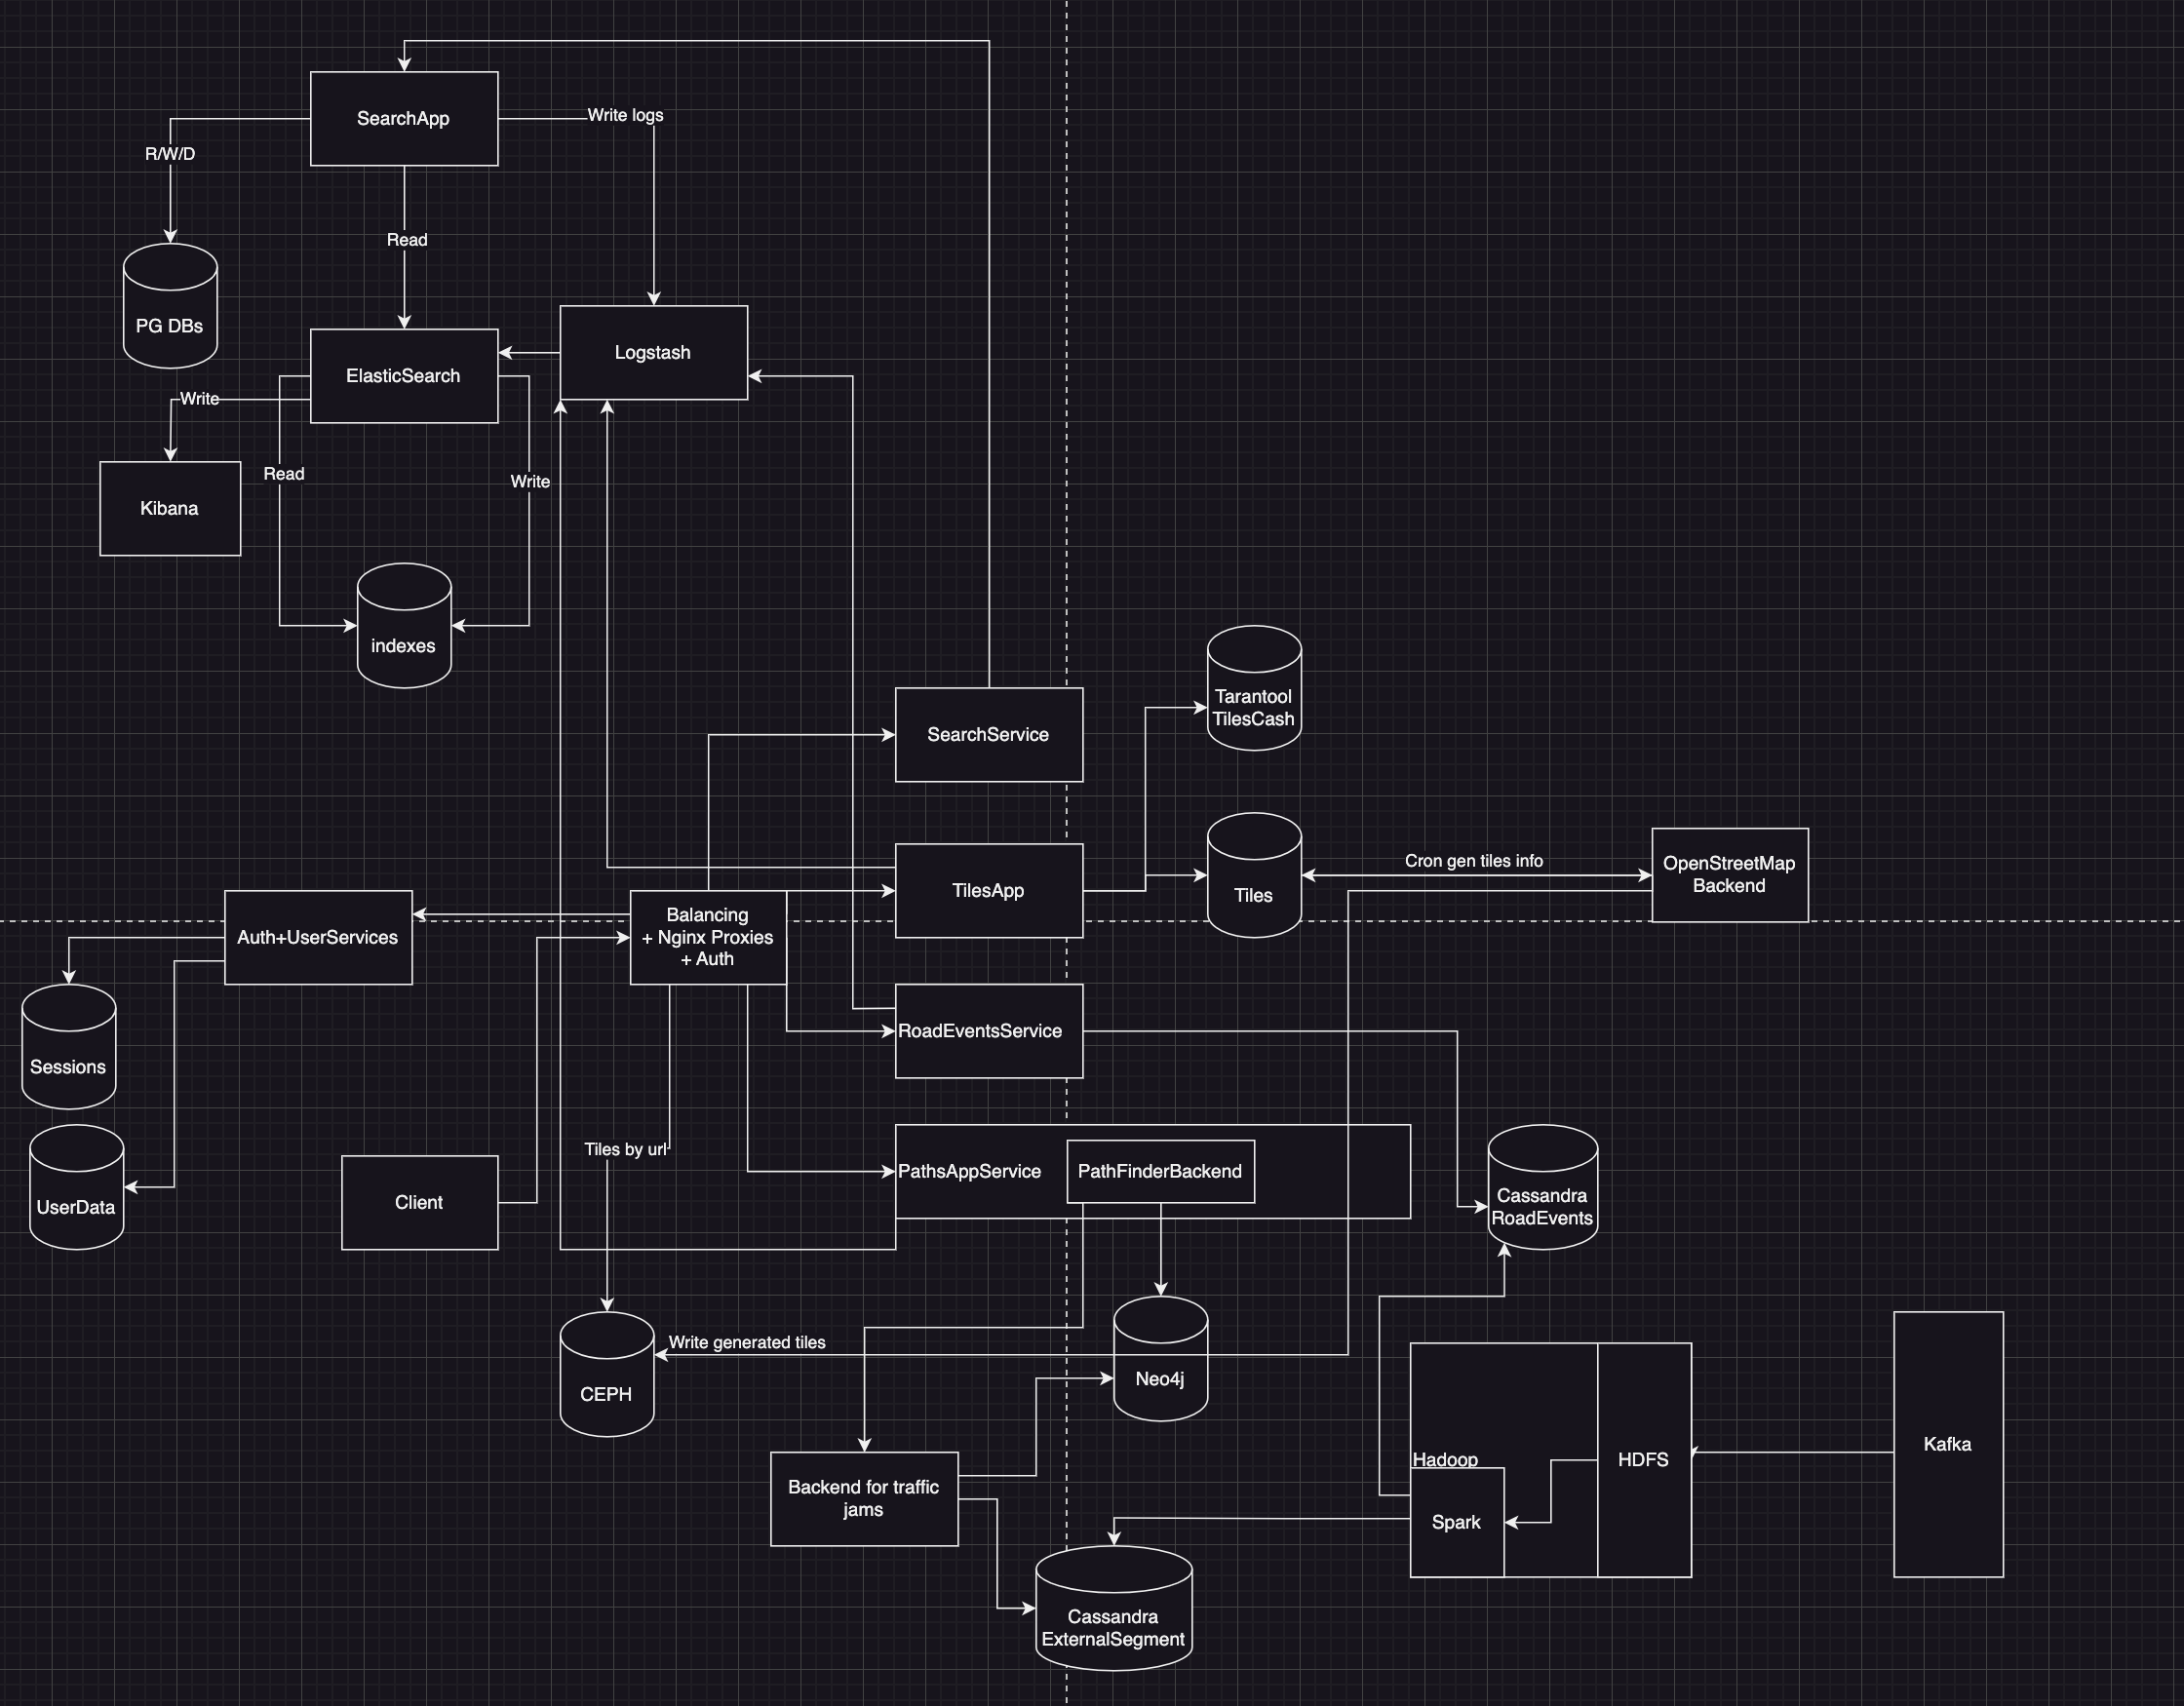 SearchApp
Write logs
R/W/D
Read
PG DBs
Logstash
ElasticSearch
Write
Read
Write
Kibana
indexes
Tarantool
TilesCash
SearchService
Cron gen tiles info
OpenStreetMap
Backend
TilesApp
Tiles
Auth+UserServices
Balancing
+ Nginx Proxies
+ Auth
RoadEventsService
Sessions
Tiles by url
PathsAppService
PathFinderBackend
Client
UserData
Cassandra
RoadEvents
Write generated tiles
CEPH
Neo4j
Kafka
Hadoop
HDFS
Backend for traffic
jams
Spark
Cassandra
ExternalSegment